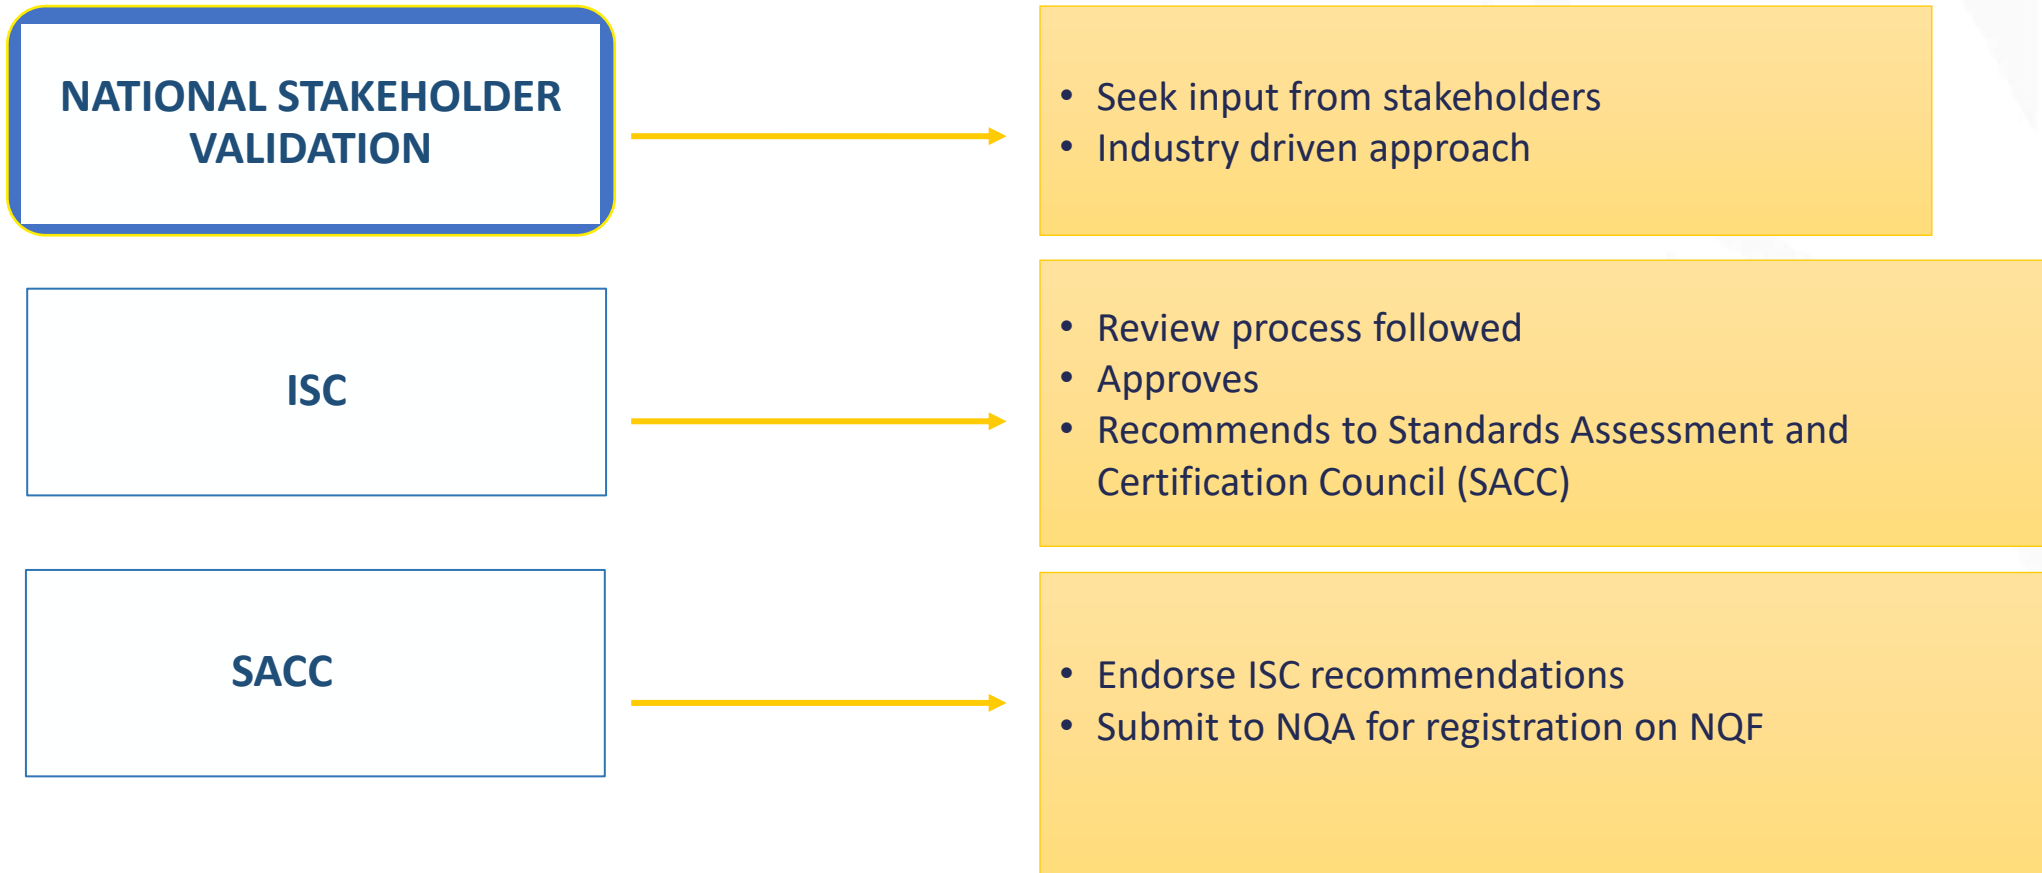 NATIONAL STAKEHOLDER
VALIDATION
• Seek input from stakeholders
• Industry driven approach
ISC
• Review process followed
• Approves
• Recommends to Standards Assessment and
Certification Council (SACC)
SACC
• Endorse ISC recommendations
• Submit to NQA for registration on NQF